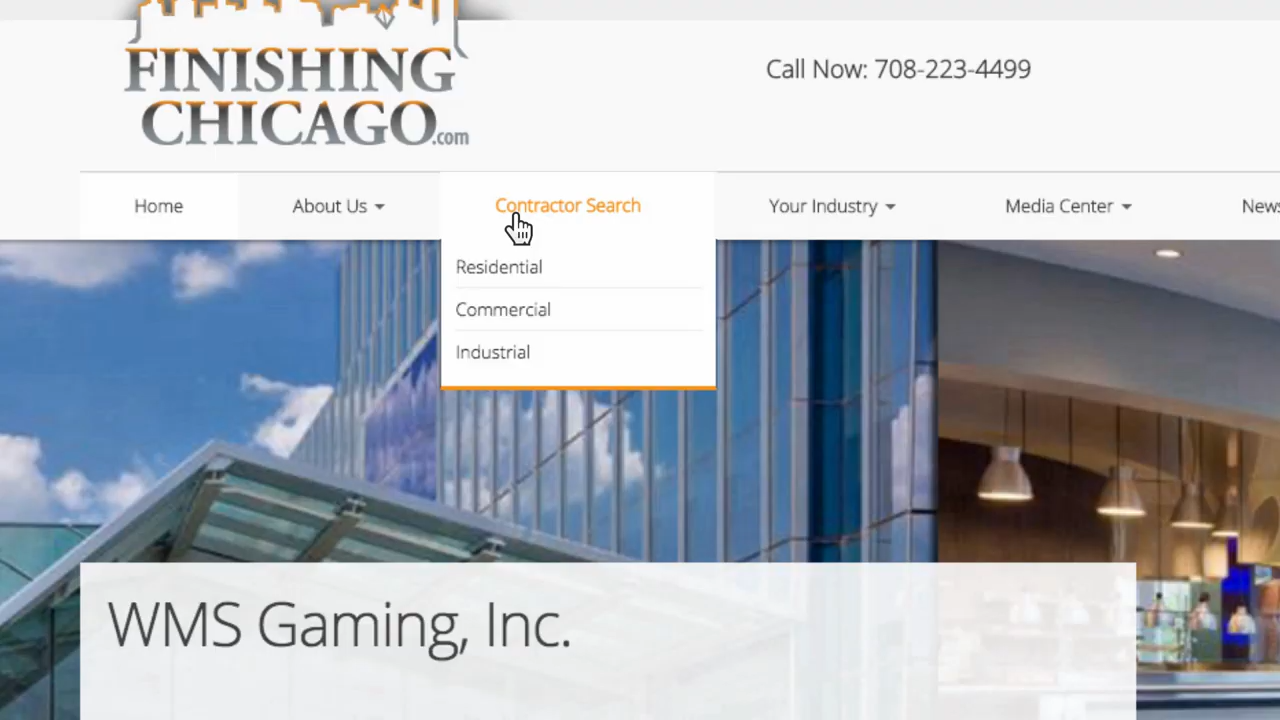 FINISHING
CHICAGO.com
Call Now: 708-223-4499
Home
About Us
Contractor Search
Your Industry
Media Center
Residential
Commercial
Industrial
WMS Gaming, Inc.